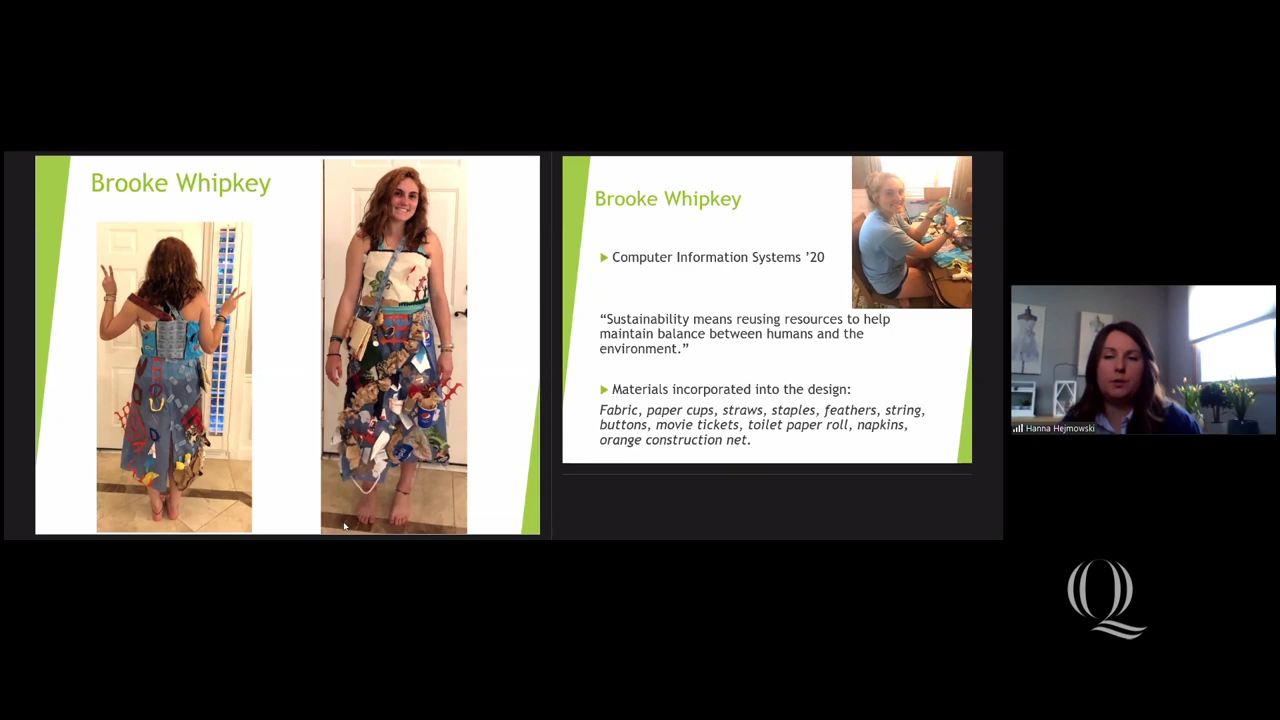 Brooke Whipkey
Brooke Whipkey
Computer Information Systems ’20
“Sustainability means reusing resources to help
maintain balance between humans and the
environment.”
Materials incorporated into the design:
Fabric, paper cups, straws, staples, feathers, string,
buttons, movie tickets, toilet paper roll, napkins,
orange construction net.
Hanna Hejmowski
Q